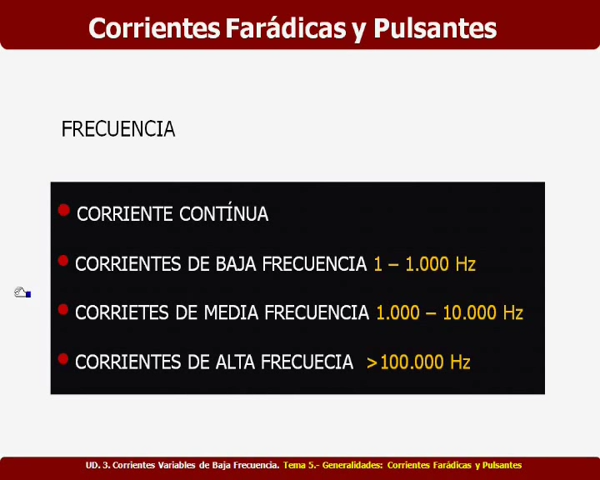 Corrientes Farádicas y Pulsantes
FRECUENCIA
CORRIENTE CONTÍNUA
CORRIENTES DE BAJA FRECUENCIA 1 – 1.000 Hz
CORRIETES DE MEDIA FRECUENCIA 1.000 – 10.000 Hz
CORRIENTES DE ALTA FRECUECIA >100.000 Hz
UD. 3. Corrientes Variables de Baja Frecuencia. Tema 5.- Generalidades: Corrientes Farádicas y Pulsantes